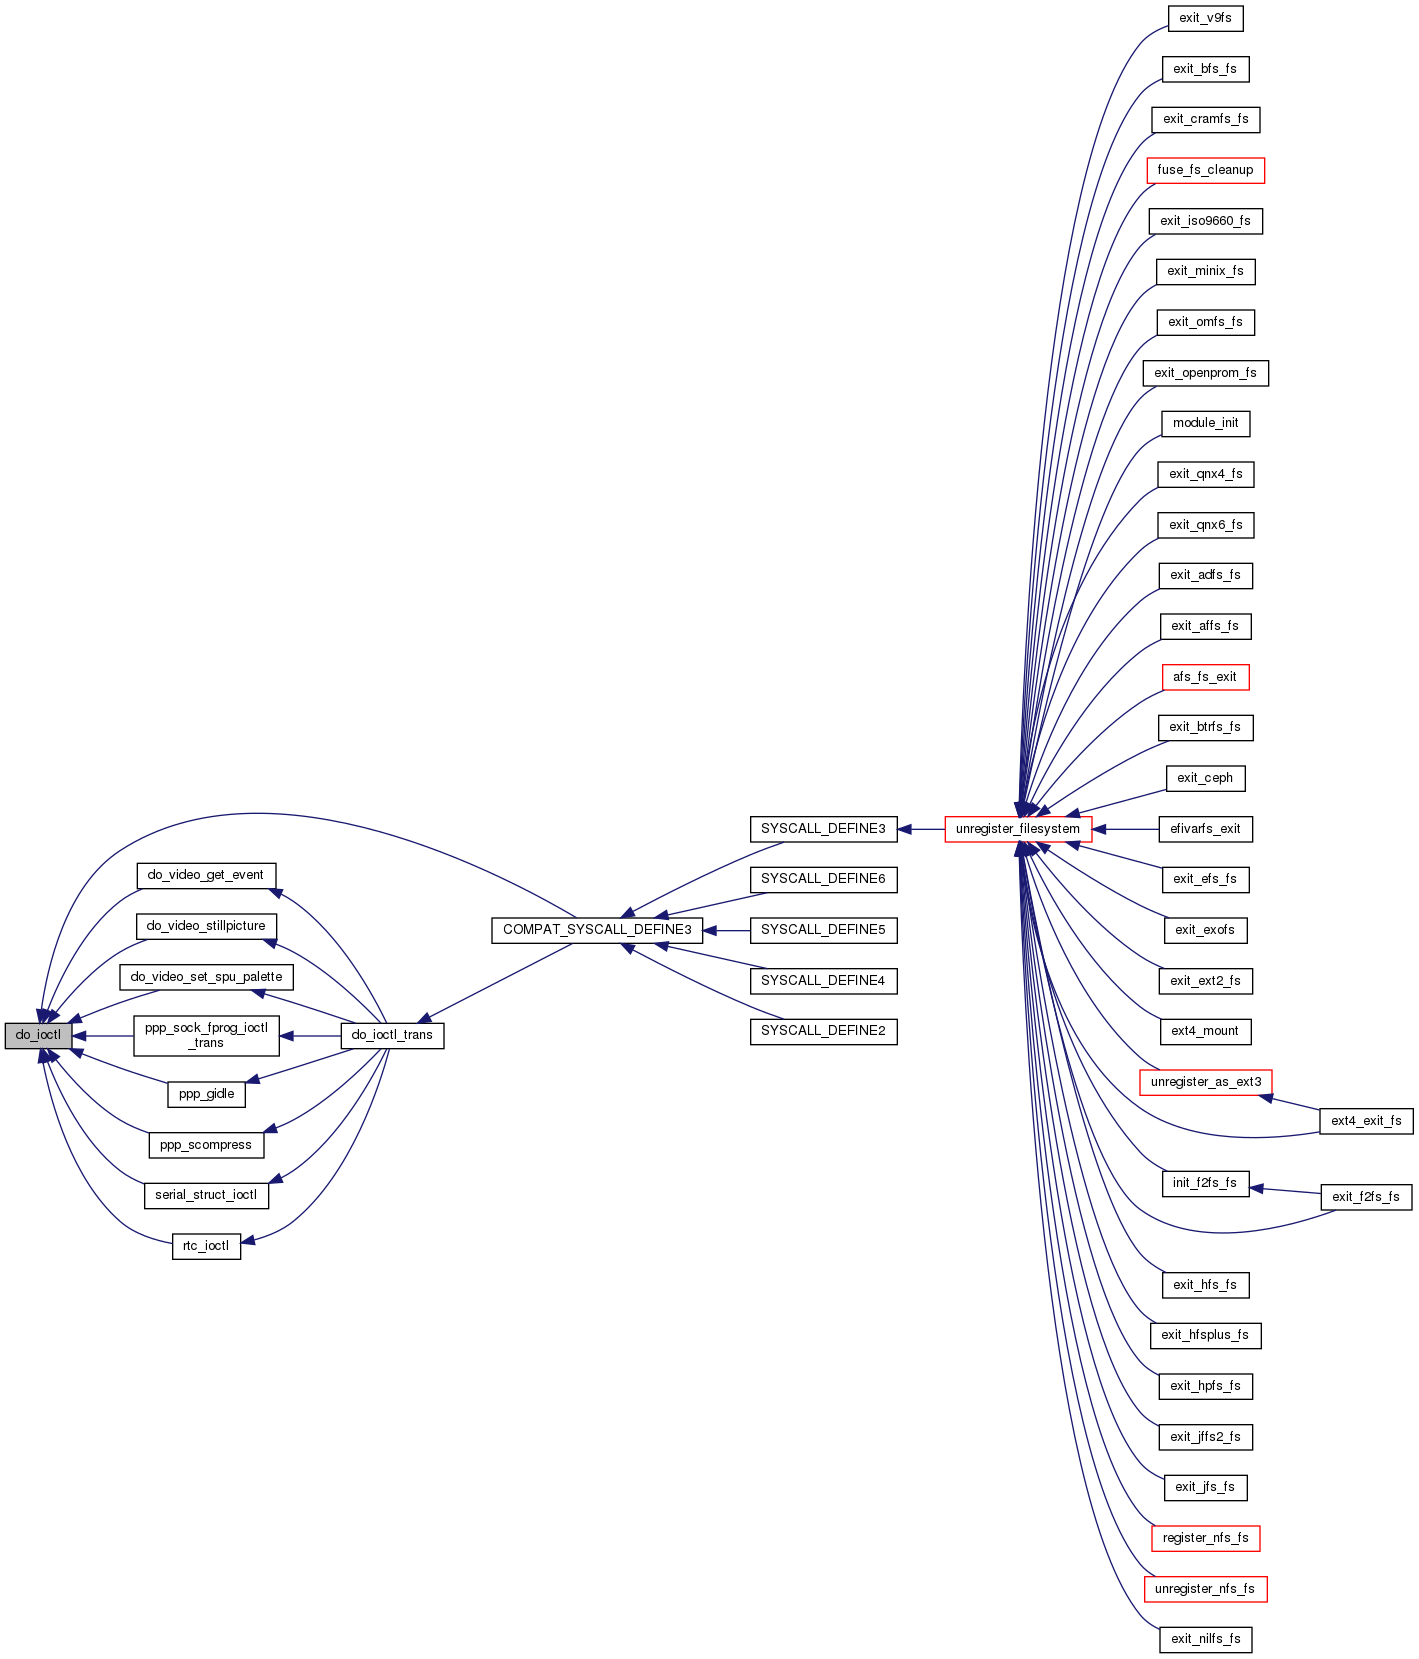 do_ioctl
do_video_get_event
do_video_stillpicture
do_video_set_spu_palette
ppp_sock_fprog_ioctl
_trans
ppp_gidle
ppp_scompress
serial_struct_ioctl
rtc_ioctl
do_ioctl_trans
COMPAT_SYSCALL_DEFINE3
SYSCALL_DEFINE3
SYSCALL_DEFINE6
SYSCALL_DEFINE5
SYSCALL_DEFINE4
SYSCALL_DEFINE2
unregister_filesystem
exit_v9fs
exit_bfs_fs
exit_cramfs_fs
fuse_fs_cleanup
exit_iso9660_fs
exit_minix_fs
exit_omfs_fs
exit_openprom_fs
module_init
exit_qnx4_fs
exit_qnx6_fs
exit_adfs_fs
exit_affs_fs
afs_fs_exit
exit_btrfs_fs
exit_ceph
efivarfs_exit
exit_efs_fs
exit_exofs
exit_ext2_fs
ext4_mount
unregister_as_ext3
ext4_exit_fs
init_f2fs_fs
exit_f2fs_fs
exit_hfs_fs
exit_hfsplus_fs
exit_hpfs_fs
exit_jffs2_fs
exit_jfs_fs
register_nfs_fs
unregister_nfs_fs
exit_nilfs_fs